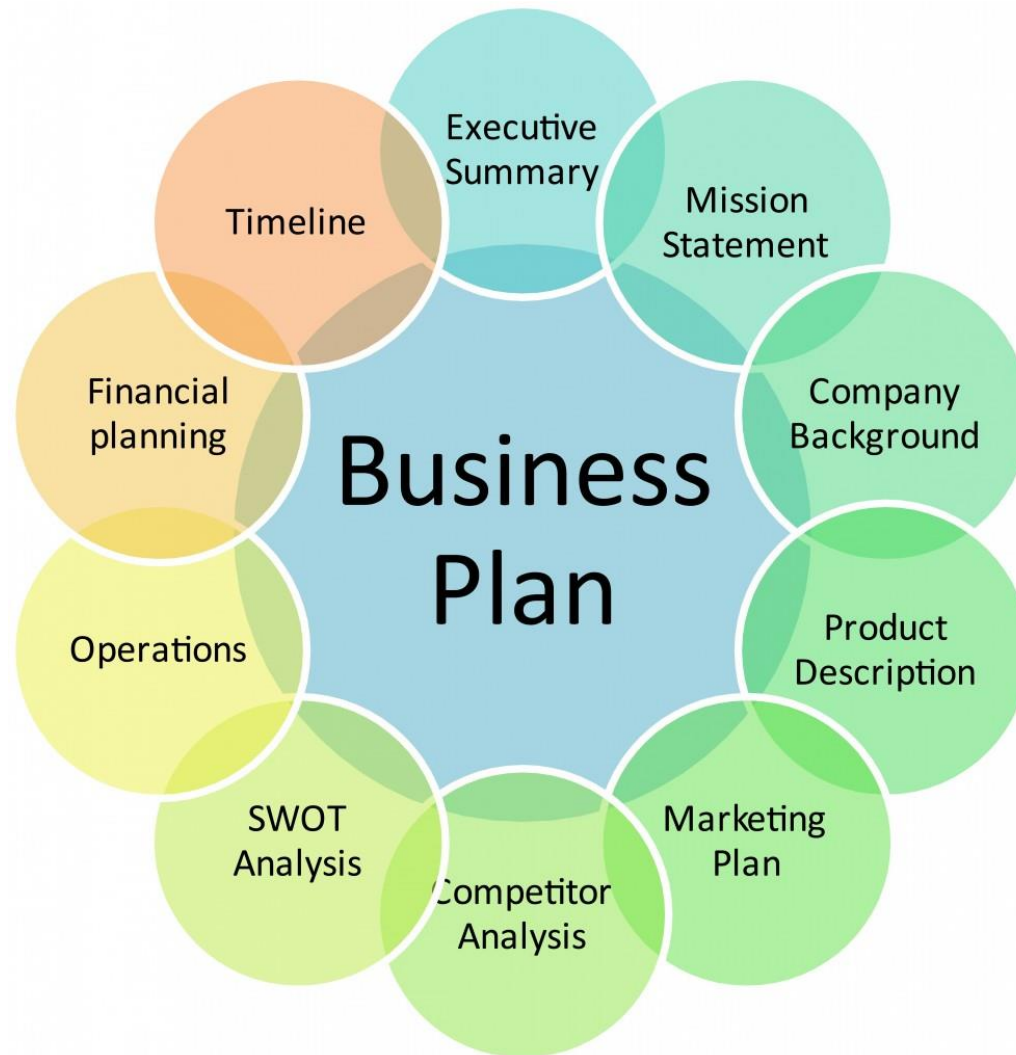 Executive
Summary
Mission
Statement
Company
Background
Product
Description
Marketing
Plan
Competitor
Analysis
SWOT
Analysis
Operations
Financial
planning
Timeline
Business
Plan